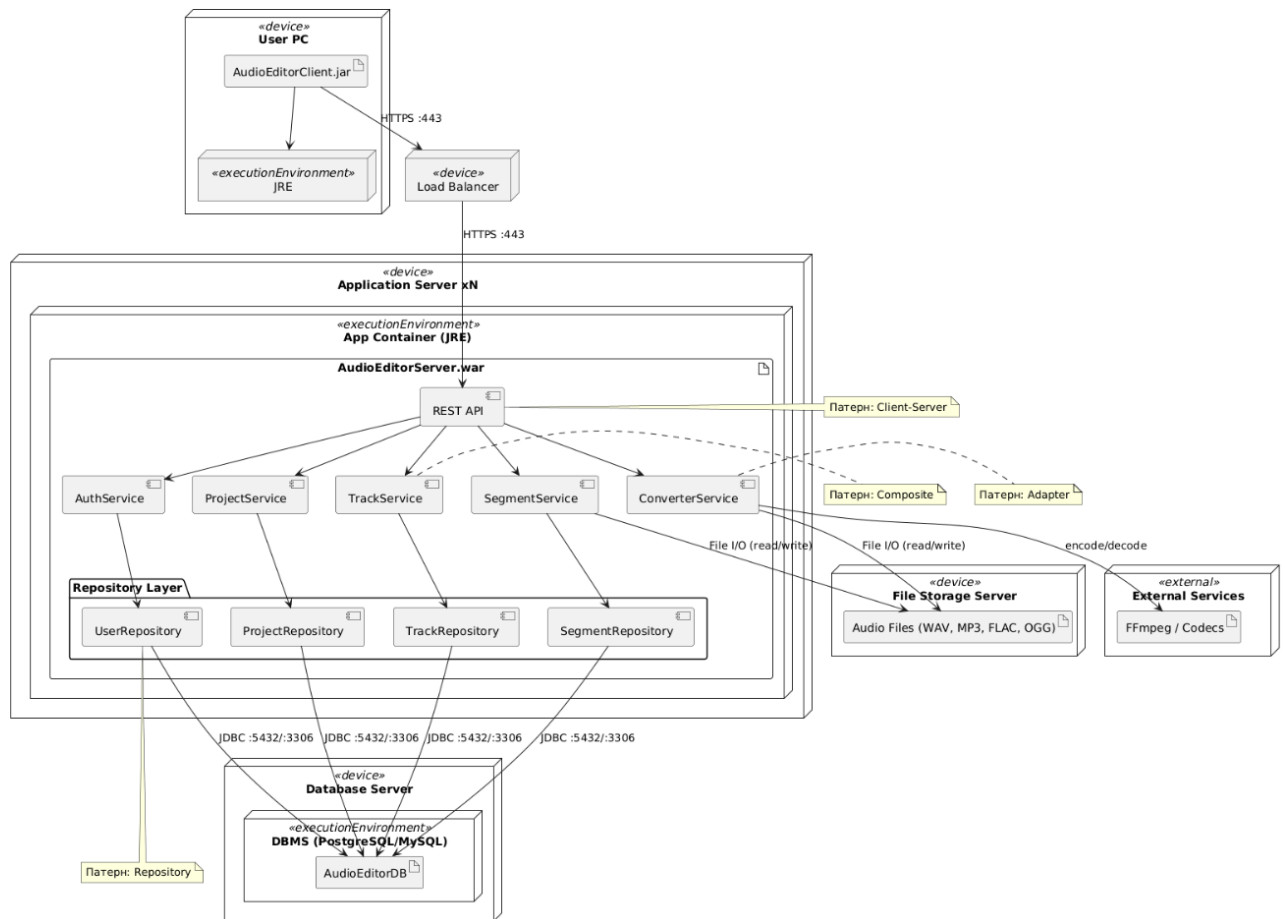 «device»
User PC
AudioEditorClient.jar
HTTPS :443
«executionEnvironment»
JRE
«device»
Load Balancer
HTTPS :443
«device»
Application Server xN
«executionEnvironment»
App Container (JRE)
AudioEditorServer.war
REST API
Патерн: Client-Server
AuthService
ProjectService
TrackService
SegmentService
ConverterService
Патерн: Composite
Патерн: Adapter
File I/O (read/write)
File I/O (read/write)
encode/decode
Repository Layer
UserRepository
ProjectRepository
TrackRepository
SegmentRepository
«device»
File Storage Server
Audio Files (WAV, MP3, FLAC, OGG)
«external»
External Services
FFmpeg / Codecs
JDBC :5432/:3306
JDBC :5432/:3306
JDBC :5432/:3306
JDBC :5432/:3306
«device»
Database Server
«executionEnvironment»
DBMS (PostgreSQL/MySQL)
AudioEditorDB
Патерн: Repository